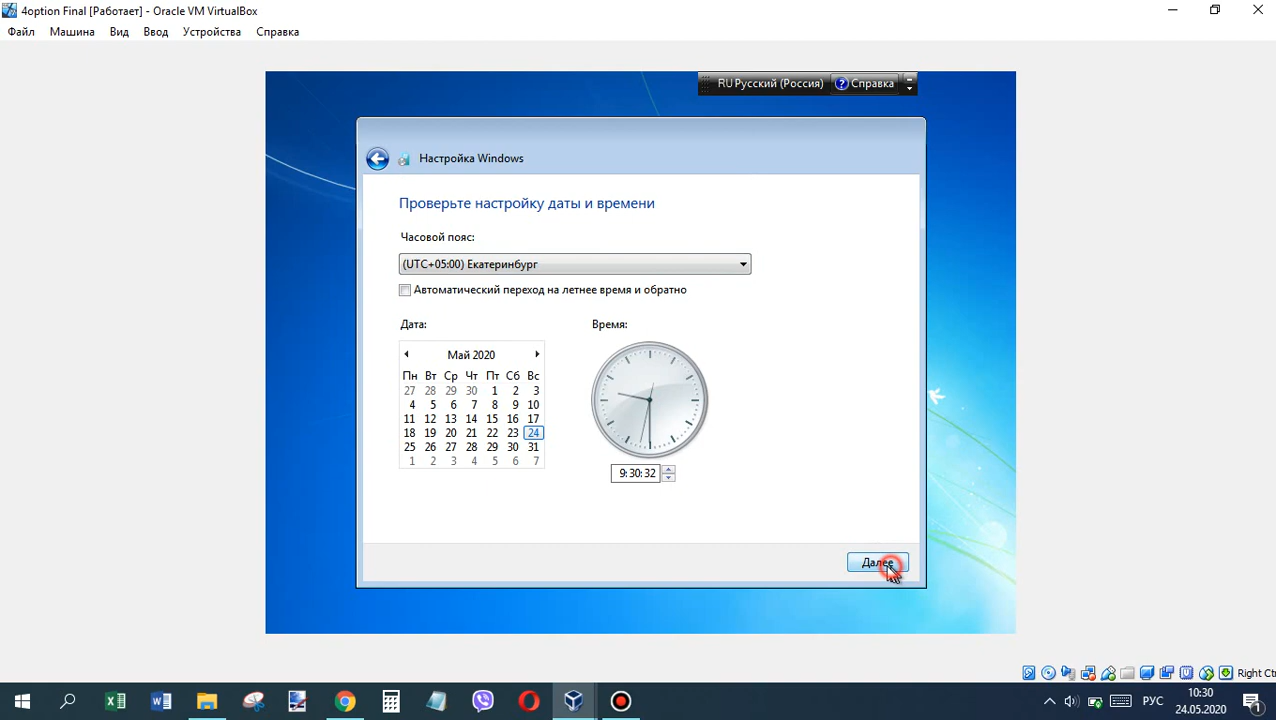 4option Final [Работает] - Oracle VM VirtualBox
Файл Машина Вид Ввод Устройства Справка
RU Русский (Россия) ? Справка
Настройка Windows
Проверьте настройку даты и времени
Часовой пояс:
(UTC+05:00) Екатеринбург
Автоматический переход на летнее время и обратно
Дата: Время:
Май 2020
Пн Вт Ср Чт Пт Сб Вс
27 28 29 30 1 2 3
4 5 6 7 8 9 10
11 12 13 14 15 16 17
18 19 20 21 22 23 24
25 26 27 28 29 30 31
1 2 3 4 5 6 7
9:30:32
Далее
Right Ct
РУС
10:30
24.05.2020
1